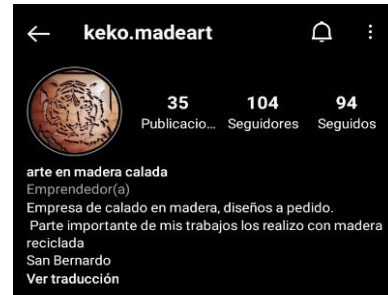 keko.madeart
35
104
94
Publicacio...
Seguidores
Seguidos
arte en madera calada
Emprendedor(a)
Empresa de calado en madera, diseños a pedido.
Parte importante de mis trabajos los realizo con madera
reciclada
San Bernardo
Ver traducción